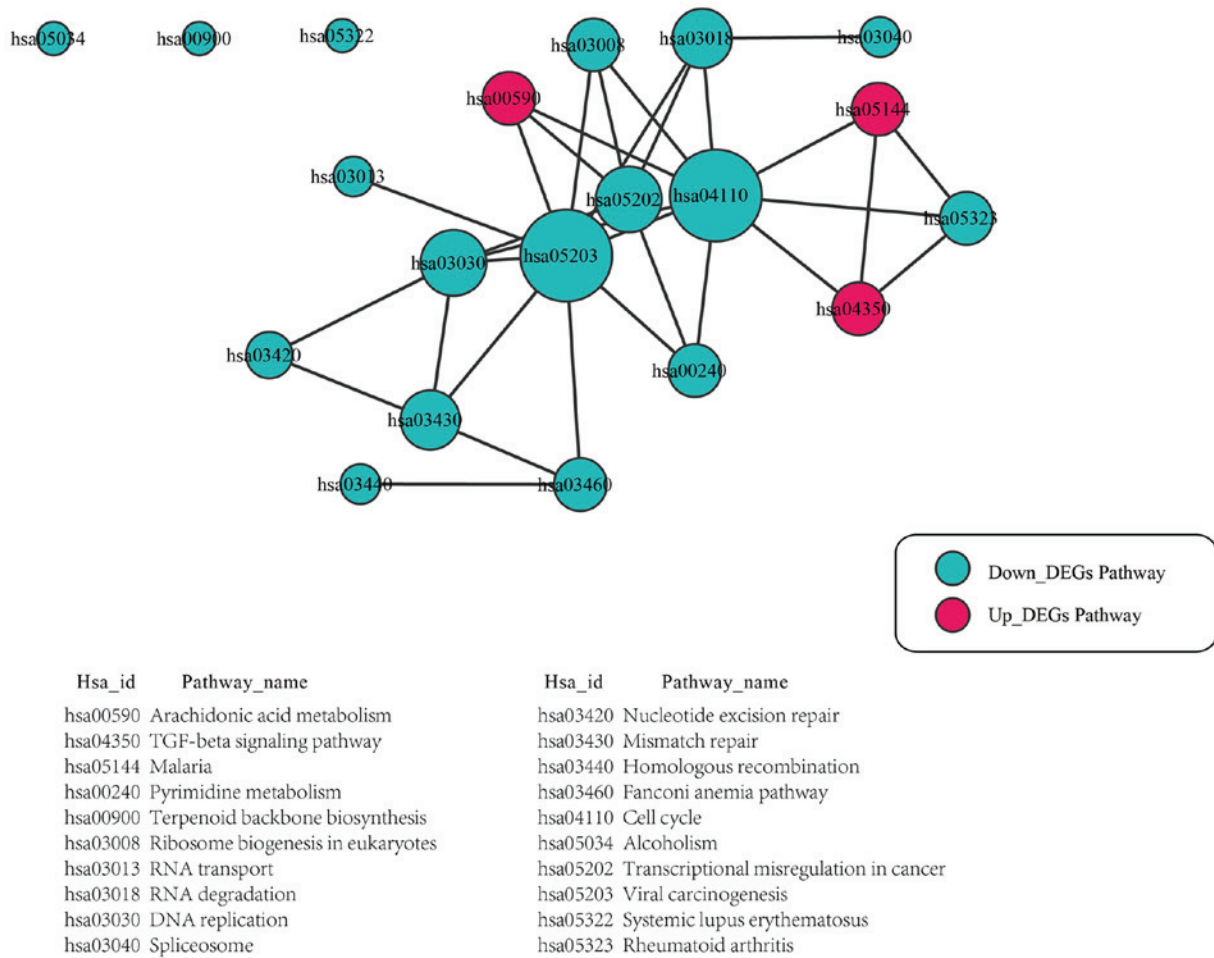 hsa05034
hsa00900
hsa05322
hsa03008
hsa03018
hsa03040
hsa00590
hsa05144
hsa03013
hsa05202
hsa04110
hsa05323
hsa03030
hsa05203
hsa04350
hsa03420
hsa00240
hsa03430
hsa03440
hsa03460
Down_DEGs Pathway
Up_DEGs Pathway
Hsa_id Pathway_name
hsa00590 Arachidonic acid metabolism
hsa04350 TGF-beta signaling pathway
hsa05144 Malaria
hsa00240 Pyrimidine metabolism
hsa00900 Terpenoid backbone biosynthesis
hsa03008 Ribosome biogenesis in eukaryotes
hsa03013 RNA transport
hsa03018 RNA degradation
hsa03030 DNA replication
hsa03040 Spliceosome
Hsa_id Pathway_name
hsa03420 Nucleotide excision repair
hsa03430 Mismatch repair
hsa03440 Homologous recombination
hsa03460 Fanconi anemia pathway
hsa04110 Cell cycle
hsa05034 Alcoholism
hsa05202 Transcriptional misregulation in cancer
hsa05203 Viral carcinogenesis
hsa05322 Systemic lupus erythematosus
hsa05323 Rheumatoid arthritis